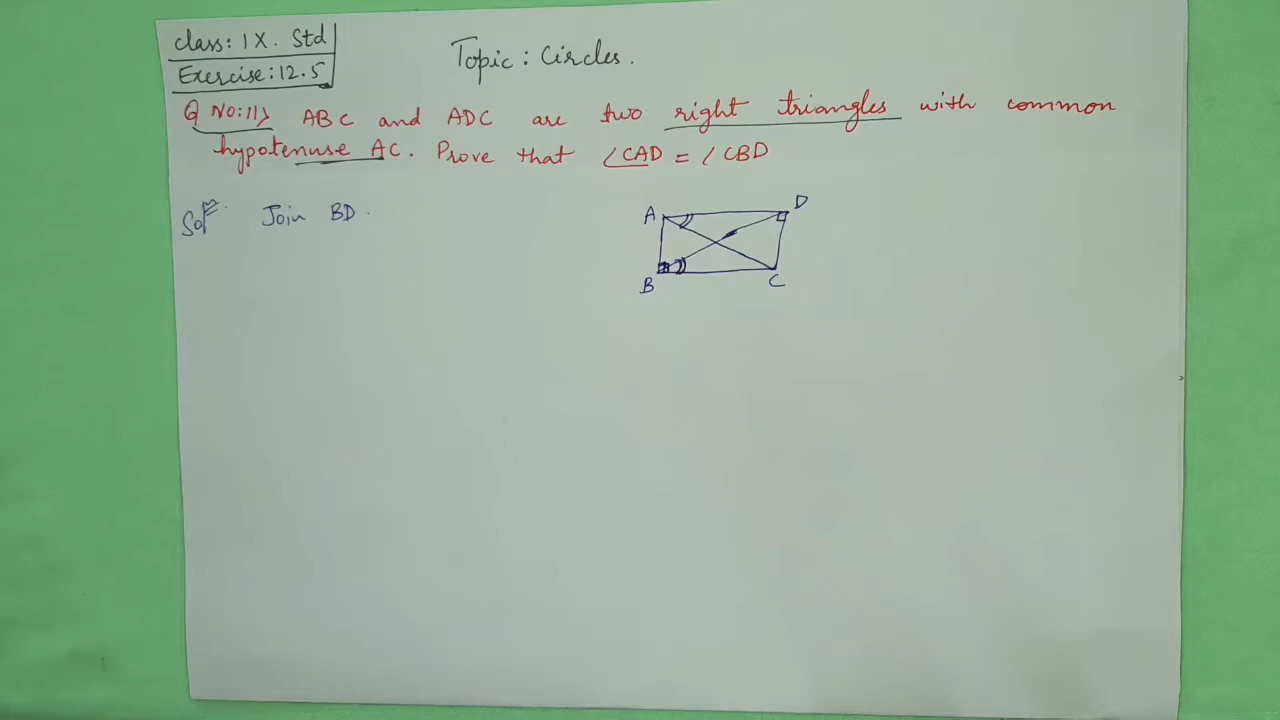 class: IX. Std
Exercise: 12.5
Topic: Circles.
Q No:11> ABC and ADC are two right triangles with common
hypotenuse AC. Prove that ∠CAD = ∠CBD
Sol Join BD.
A D
B C